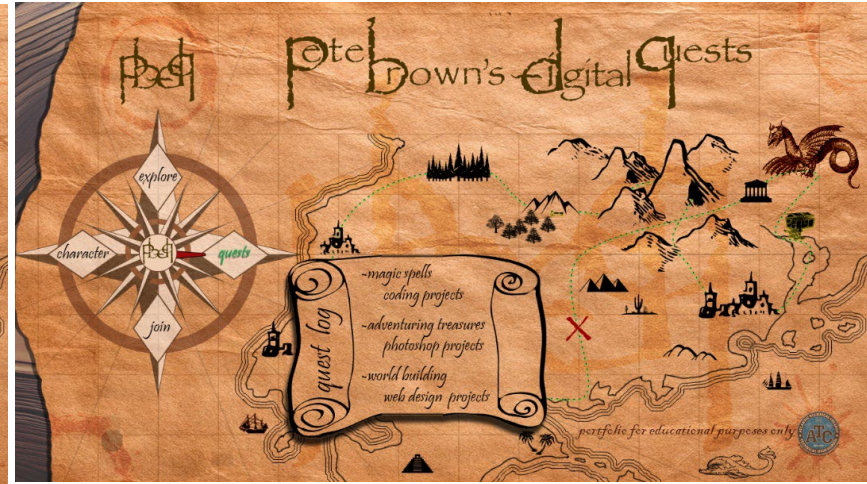 Pete Brown's Digital Quests
explore
character
quests
join
quest log
~magic spells
coding projects
~adventuring treasures
photoshop projects
~world building
web design projects
portfolio for educational purposes only
ATC